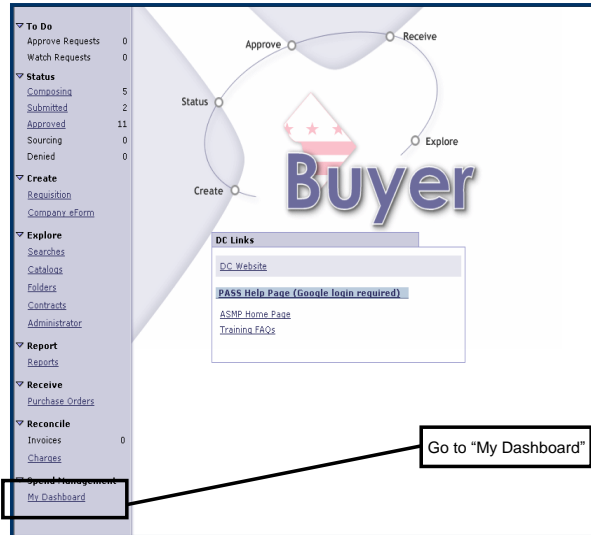 To Do
Approve Requests 0
Watch Requests 0
Status
Composing 5
Submitted 2
Approved 11
Sourcing 0
Denied 0
Create
Requisition
Company eForm
Explore
Searches
Catalogs
Folders
Contracts
Administrator
Report
Reports
Receive
Purchase Orders
Reconcile
Invoices 0
Charges
Spend Management
My Dashboard
Approve
Receive
Status
Explore
Create
Buyer
DC Links
DC Website
PASS Help Page (Google login required)
ASMP Home Page
Training FAQs
Go to “My Dashboard”